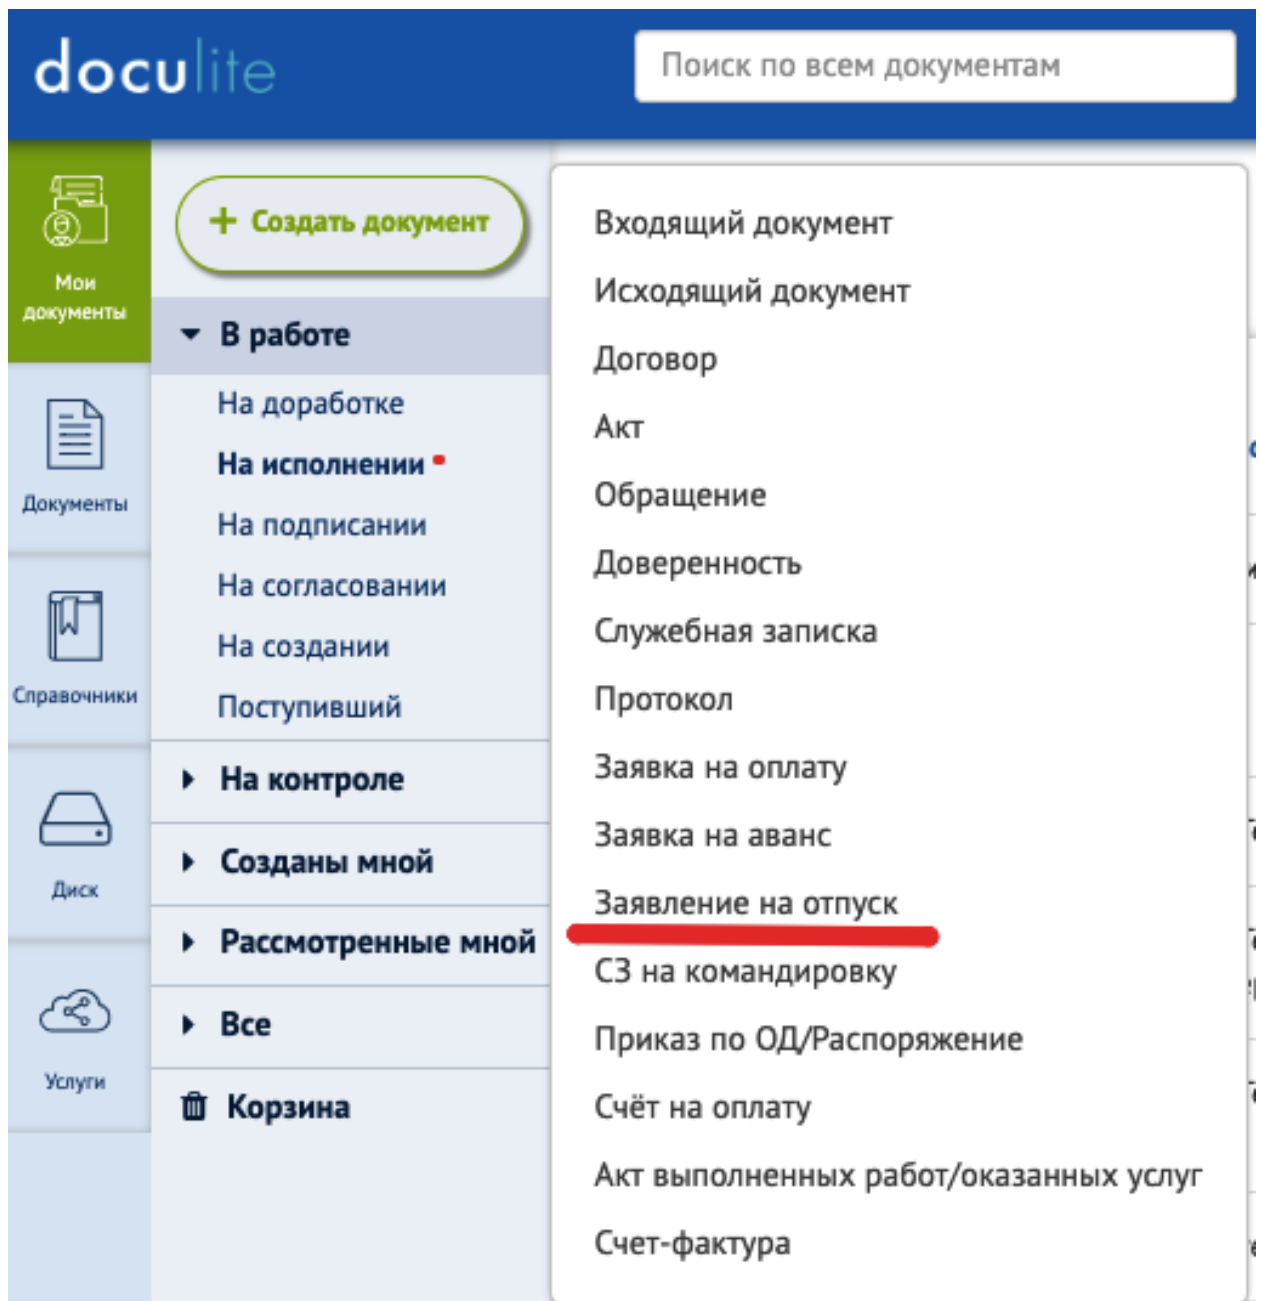 doculite
Поиск по всем документам
Мои
документы
Документы
Справочники
Диск
Услуги
+ Создать документ
В работе
На доработке
На исполнении
На подписании
На согласовании
На создании
Поступивший
На контроле
Созданы мной
Рассмотренные мной
Все
Корзина
Входящий документ
Исходящий документ
Договор
Акт
Обращение
Доверенность
Служебная записка
Протокол
Заявка на оплату
Заявка на аванс
Заявление на отпуск
СЗ на командировку
Приказ по ОД/Распоряжение
Счёт на оплату
Акт выполненных работ/оказанных услуг
Счет-фактура